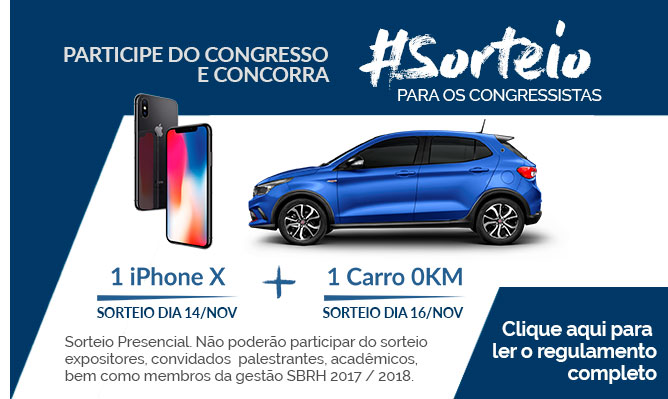 PARTICIPE DO CONGRESSO
E CONCORRA
#Sorteio
PARA OS CONGRESSISTAS
1 iPhone X
+
1 Carro 0KM
SORTEIO DIA 14/NOV
SORTEIO DIA 16/NOV
Sorteio Presencial. Não poderão participar do sorteio
expositores, convidados palestrantes, acadêmicos,
bem como membros da gestão SBRH 2017 / 2018.
Clique aqui para
ler o regulamento
completo